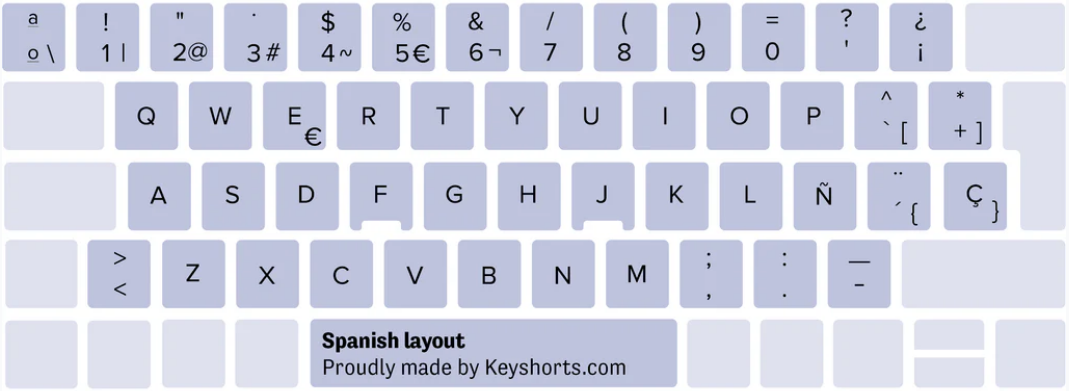 ª ! " · $ % & / ( ) = ? ¿
º \ 1 | 2 @ 3 # 4 ~ 5 € 6 ¬ 7 8 9 0 ' ¡
Q W E € R T Y U I O P ^ ` [ * + ]
A S D F G H J K L Ñ ¨ ´ { Ç }
> < Z X C V B N M ; , : . — -
Spanish layout
Proudly made by Keyshorts.com